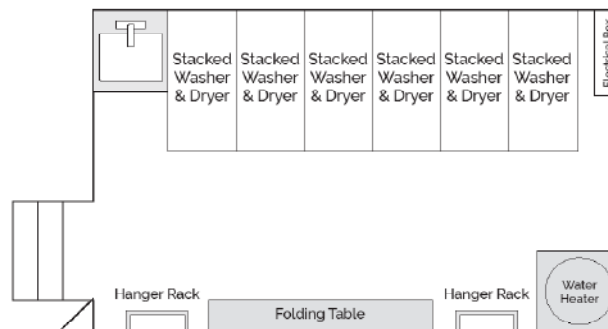 Stacked Washer & Dryer
Stacked Washer & Dryer
Stacked Washer & Dryer
Stacked Washer & Dryer
Stacked Washer & Dryer
Stacked Washer & Dryer
Electrical Box
Hanger Rack
Folding Table
Hanger Rack
Water
Heater